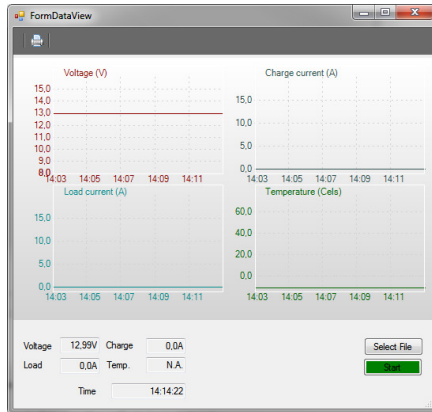 FormDataView
Voltage (V)
15,0
14,0
13,0
12,0
11,0
10,0
9,0
8,0
14:03 14:05 14:07 14:09 14:11
Charge current (A)
15,0
10,0
5,0
0,0
14:03 14:05 14:07 14:09 14:11
Load current (A)
15,0
10,0
5,0
0,0
14:03 14:05 14:07 14:09 14:11
Temperature (Cels)
60,0
40,0
20,0
0,0
14:03 14:05 14:07 14:09 14:11
Voltage 12,99V Charge 0,0A
Select File
Load 0,0A Temp. N.A.
Start
Time 14:14:22